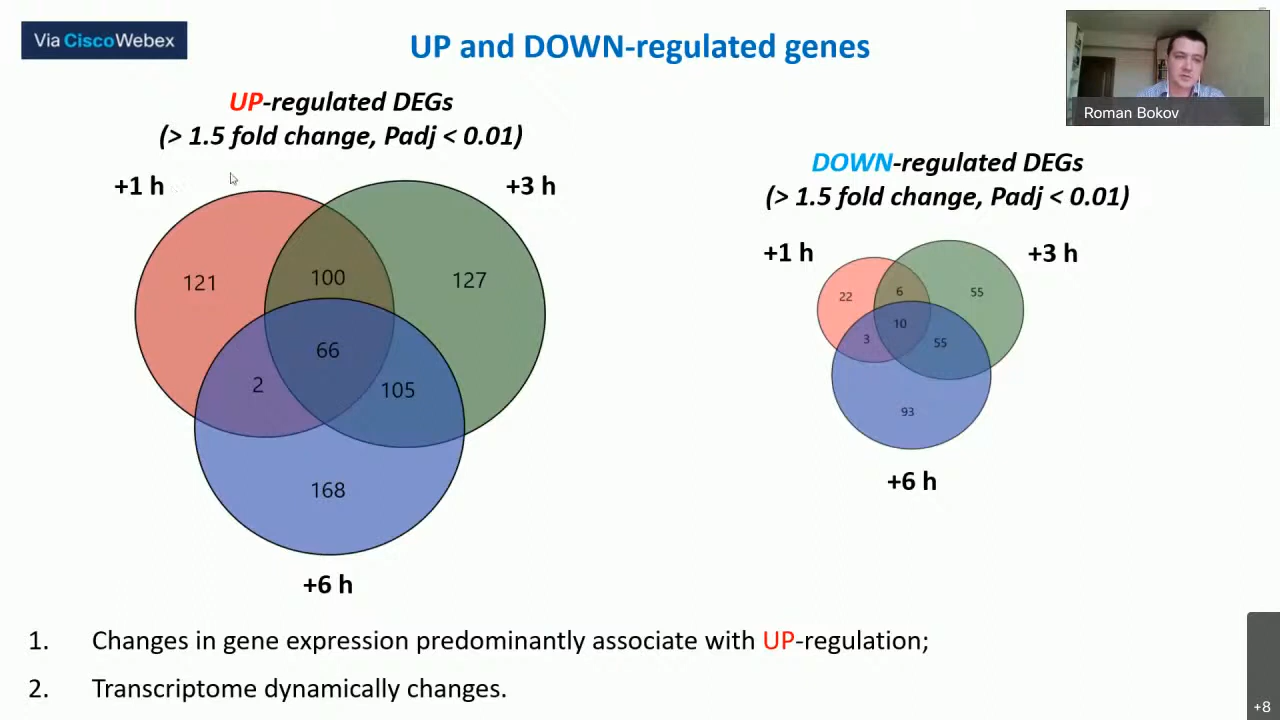 Via CiscoWebex
UP and DOWN-regulated genes
Roman Bokov
UP-regulated DEGs
(> 1.5 fold change, Padj < 0.01)
+1 h
+3 h
121
100
127
66
2
105
168
+6 h
DOWN-regulated DEGs
(> 1.5 fold change, Padj < 0.01)
+1 h
+3 h
22
6
55
10
3
55
93
+6 h
1. Changes in gene expression predominantly associate with UP-regulation;
2. Transcriptome dynamically changes.
+8